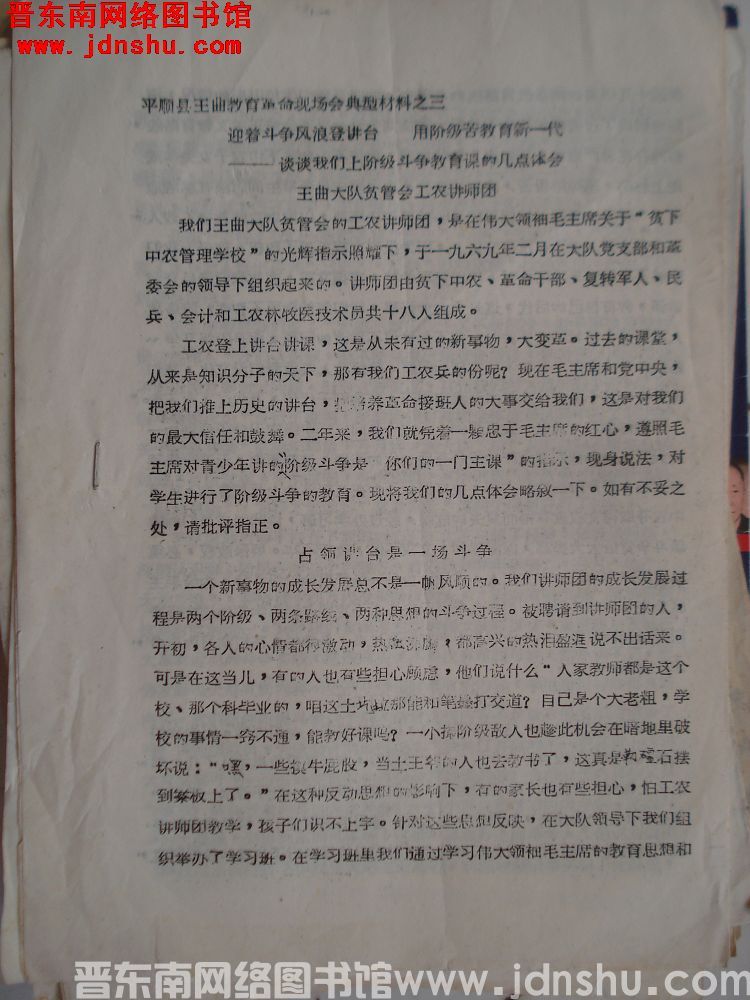 晋东南网络图书馆
www.jdnshu.com
平顺县王曲教育革命现场会典型材料之三
迎着斗争风浪登讲台 用阶级苦教育新一代
——谈谈我们上阶级斗争教育课的几点体会
王曲大队贫管会工农讲师团
我们王曲大队贫管会的工农讲师团，是在伟大领袖毛主席关于“贫下
中农管理学校”的光辉指示照耀下，于一九六九年二月在大队党支部和革
委会的领导下组织起来的。讲师团由贫下中农、革命干部、复转军人、民
兵、会计和工农林牧医技术员共十八人组成。
工农登上讲台讲课，这是从未有过的新事物，大变革。过去的课堂，
从来是知识分子的天下，那有我们工农兵的份呢？现在毛主席和党中央，
把我们推上历史的讲台，把培养革命接班人的大事交给我们，这是对我们
的最大信任和鼓舞。二年来，我们就凭着一颗忠于毛主席的红心，遵照毛
主席对青少年讲的“阶级斗争是 你们的一门主课”的指示，现身说法，对
学生进行了阶级斗争的教育。现将我们的几点体会略叙一下。如有不妥之
处，请批评指正。
占领讲台是一场斗争
一个新事物的成长发展总不是一帆风顺的。我们讲师团的成长发展过
程是两个阶级、两条路线、两种思想的斗争过程。被聘请到讲师团的人，
开初，各人的心情都很激动，热血沸腾，都高兴的热泪盈眶说不出话来。
可是在这当儿，有的人也有些担心顾虑，他们说什么“人家教师都是这个
校、那个科毕业的，咱这土坷垃那能和笔墨打交道？自己是个大老粗，学
校的事情一窍不通，能教好课吗？一小撮阶级敌人也趁此机会在暗地里破
坏说：“嘿，一些 牛屁股，当土王爷的人也去教书了，这真是 石摆
到 板上了。”在这种反动思想的影响下，有的家长也有些担心，怕工农
讲师团教学，孩子们识不上字。针对这些思想反映，在大队领导下我们组
织举办了学习班。在学习班里我们通过学习伟大领袖毛主席的教育思想和
晋东南网络图书馆www.jdnshu.com